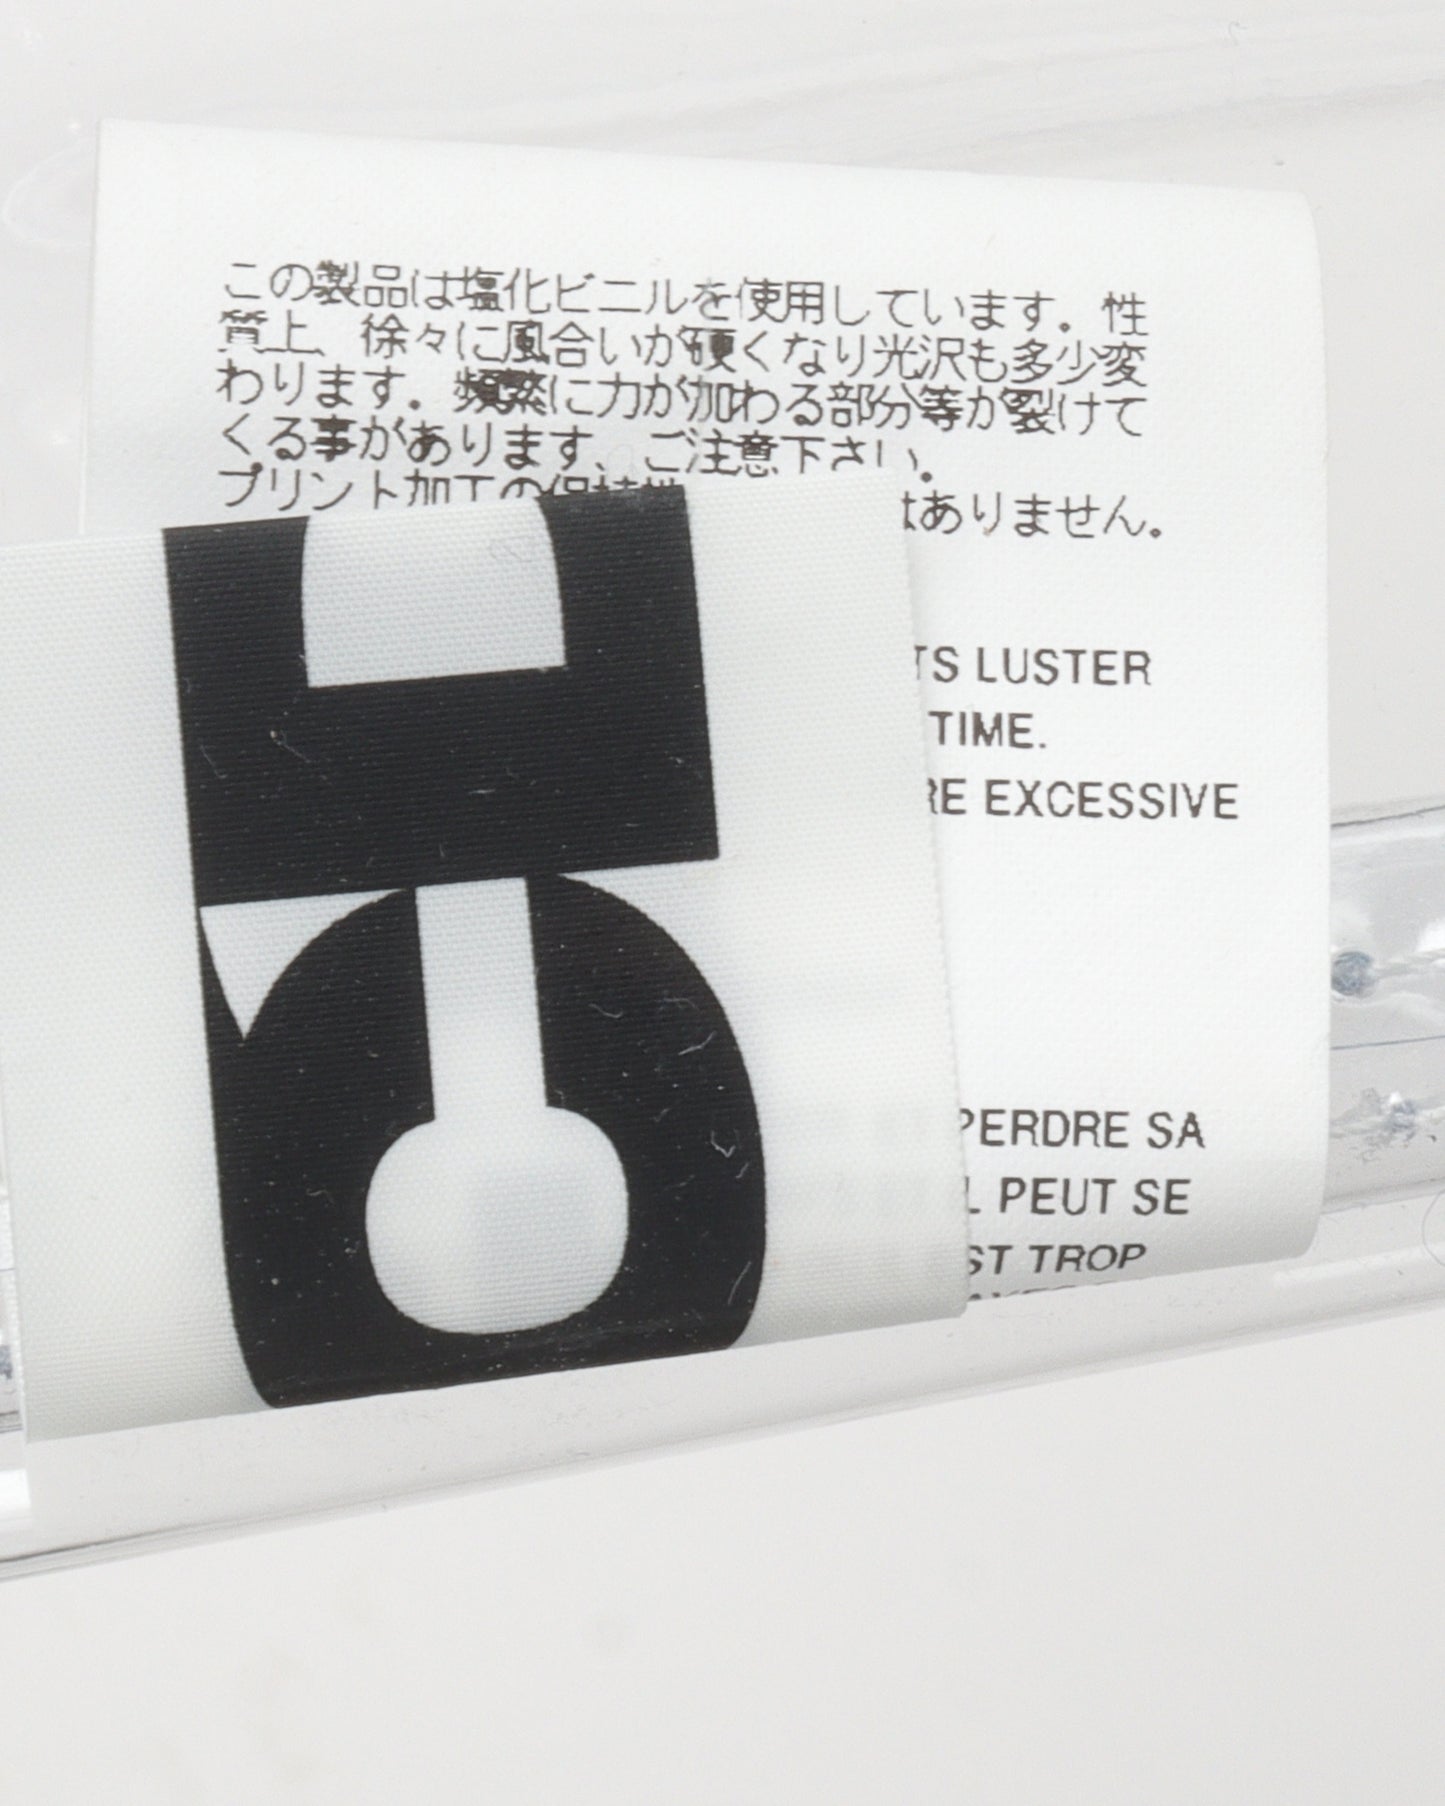 この製品は塩化ビニルを使用しています。性
質上、徐々に風合いが硬くなり光沢も多少変
わります。頻繁に力が加わる部分等が裂けて
くる事があります、ご注意下さい。
プリント加工の はありません。
LUSTER
TIME.
EXCESSIVE
PERDRE SA
PEUT SE
TROP